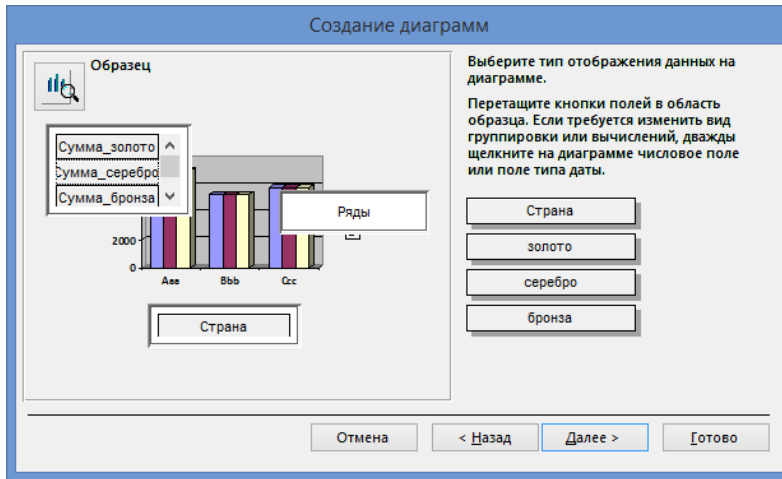 Создание диаграмм
Образец
Сумма_золото
Сумма_серебро
Сумма_бронза
Ряды
2000
0
Aaa
Bbb
Ccc
Страна
Выберите тип отображения данных на
диаграмме.
Перетащите кнопки полей в область
образца. Если требуется изменить вид
группировки или вычислений, дважды
щелкните на диаграмме числовое поле
или поле типа даты.
Страна
золото
серебро
бронза
Отмена
< Назад
Далее >
Готово